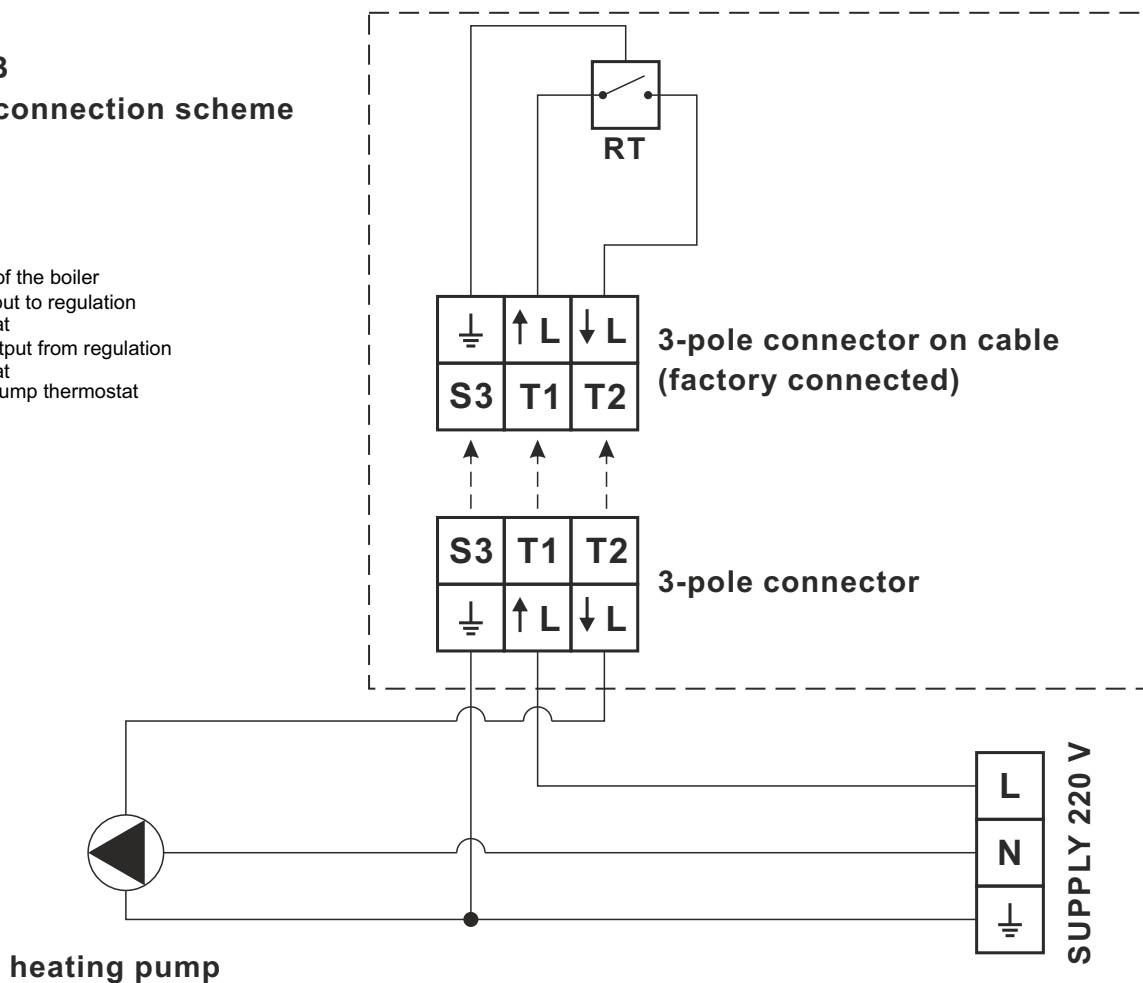 3
connection scheme
of the boiler
out to regulation
at
tput from regulation
at
ump thermostat
RT
⏚ ↑ L ↓ L
S3 T1 T2
3-pole connector on cable
(factory connected)
S3 T1 T2
⏚ ↑ L ↓ L
3-pole connector
L
N
⏚
SUPPLY 220 V
heating pump